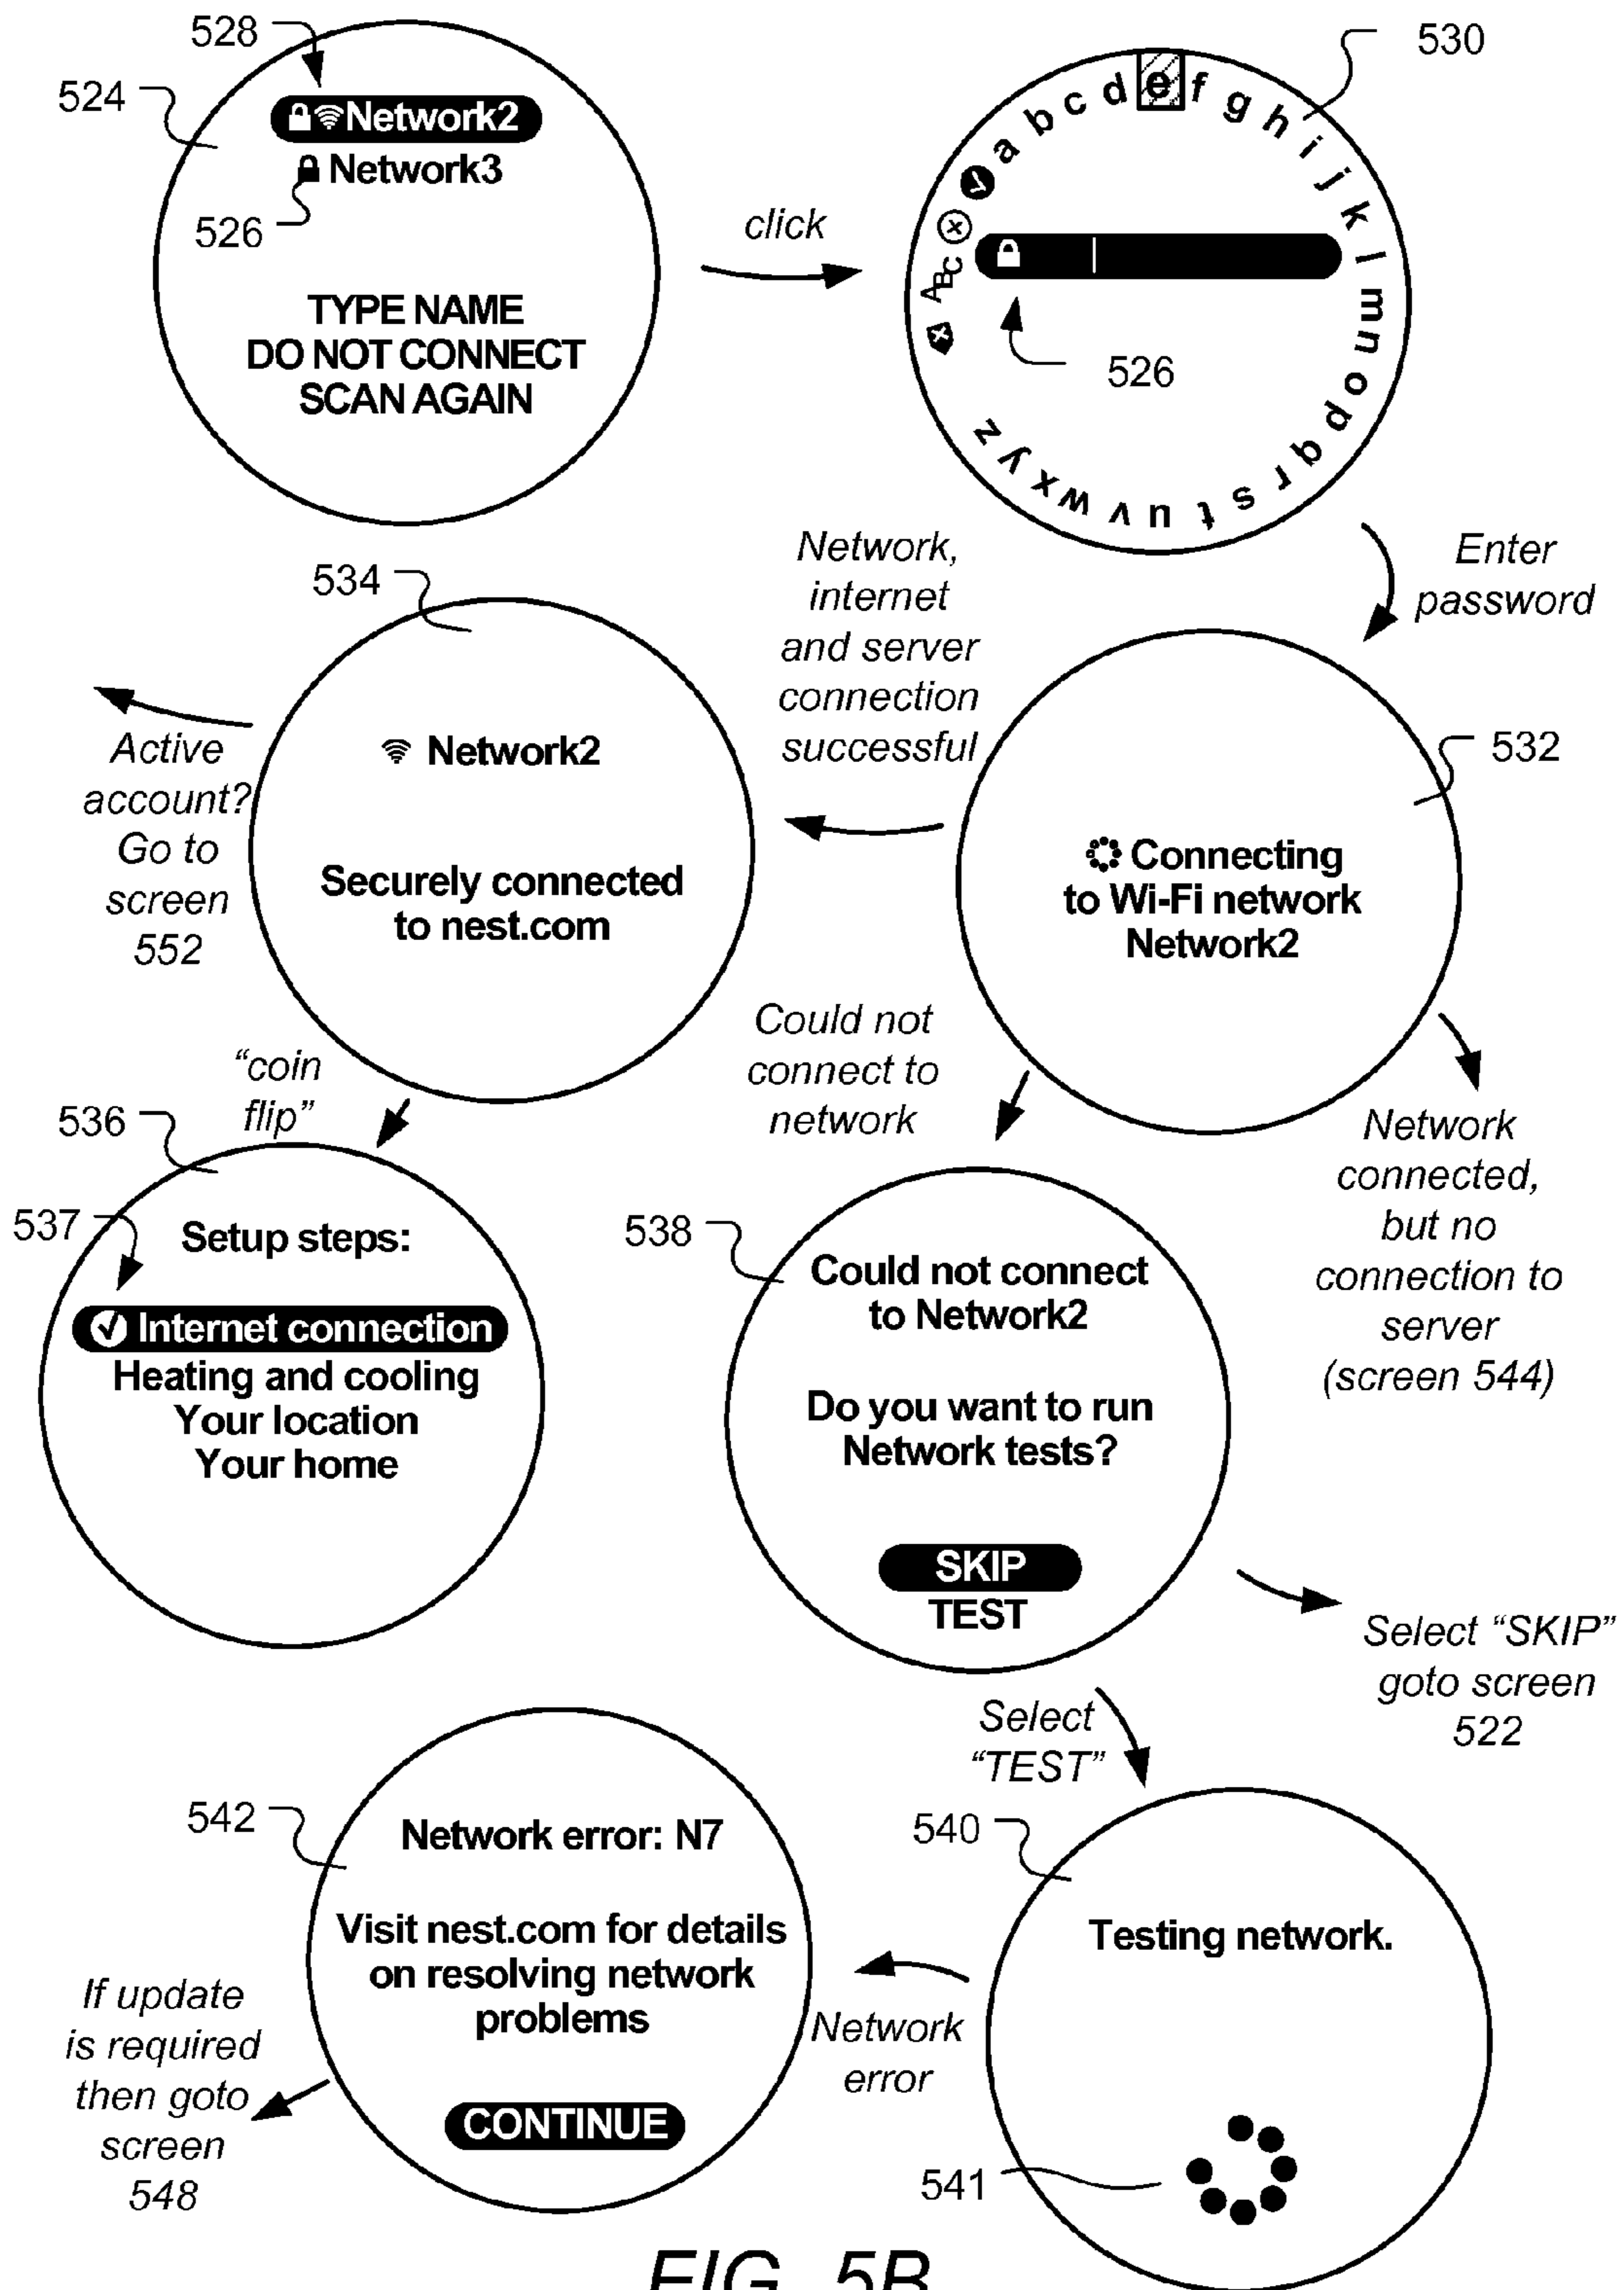 528
524
Network2
Network3
526
TYPE NAME
DO NOT CONNECT
SCAN AGAIN
click
530
a b c d e f g h i j k l m n o p q r s t u v w x y z
ABC
526
Enter
password
Network,
internet
and server
connection
successful
534
Network2
Securely connected
to nest.com
Active
account?
Go to
screen
552
532
Connecting
to Wi-Fi network
Network2
"coin
flip"
536
537
Setup steps:
Internet connection
Heating and cooling
Your location
Your home
Could not
connect to
network
Network
connected,
but no
connection to
server
(screen 544)
538
Could not connect
to Network2
Do you want to run
Network tests?
SKIP
TEST
Select “SKIP”
goto screen
522
Select
“TEST”
540
Testing network.
541
Network
error
542
Network error: N7
Visit nest.com for details
on resolving network
problems
CONTINUE
If update
is required
then goto
screen
548
FIG. 5B